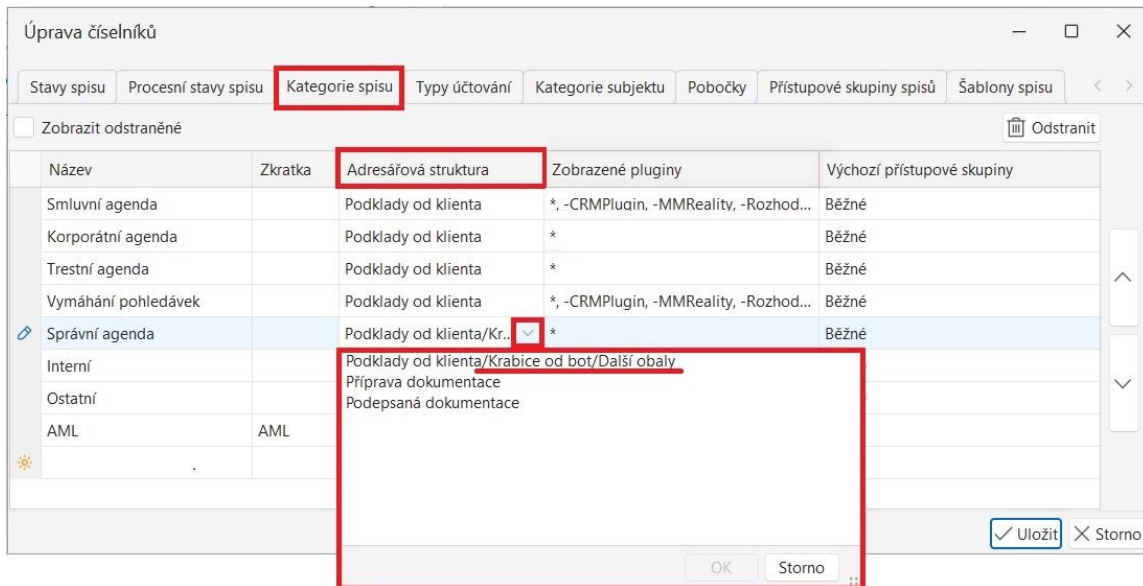 Úprava číselníků
Stavy spisu Procesní stavy spisu Kategorie spisu Typy účtování Kategorie subjektu Pobočky Přístupové skupiny spisů Šablony spisu
Zobrazit odstraněné Odstranit
Název Zkratka Adresářová struktura Zobrazené pluginy Výchozí přístupové skupiny
Smluvní agenda Podklady od klienta *, -CRMPlugin, -MMReality, -Rozhod... Běžné
Korporátní agenda Podklady od klienta * Běžné
Trestní agenda Podklady od klienta * Běžné
Vymáhání pohledávek Podklady od klienta *, -CRMPlugin, -MMReality, -Rozhod... Běžné
Správní agenda Podklady od klienta/Kr... * Běžné
Interní
Ostatní
AML AML
Podklady od klienta/Krabice od bot/Další obaly
Příprava dokumentace
Podepsaná dokumentace
OK Storno
Uložit Storno